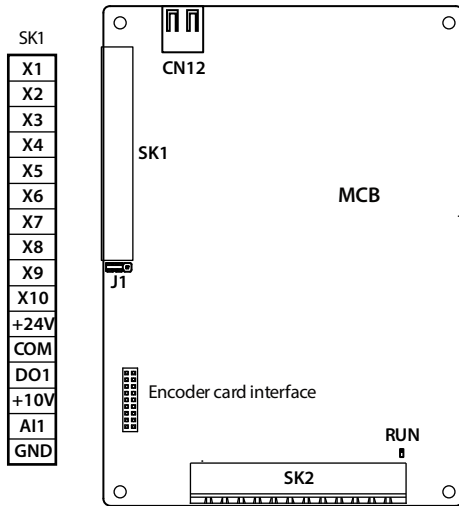 SK1
X1
X2
X3
X4
X5
X6
X7
X8
X9
X10
+24V
COM
DO1
+10V
AI1
GND
CN12
SK1
MCB
J1
Encoder card interface
RUN
SK2